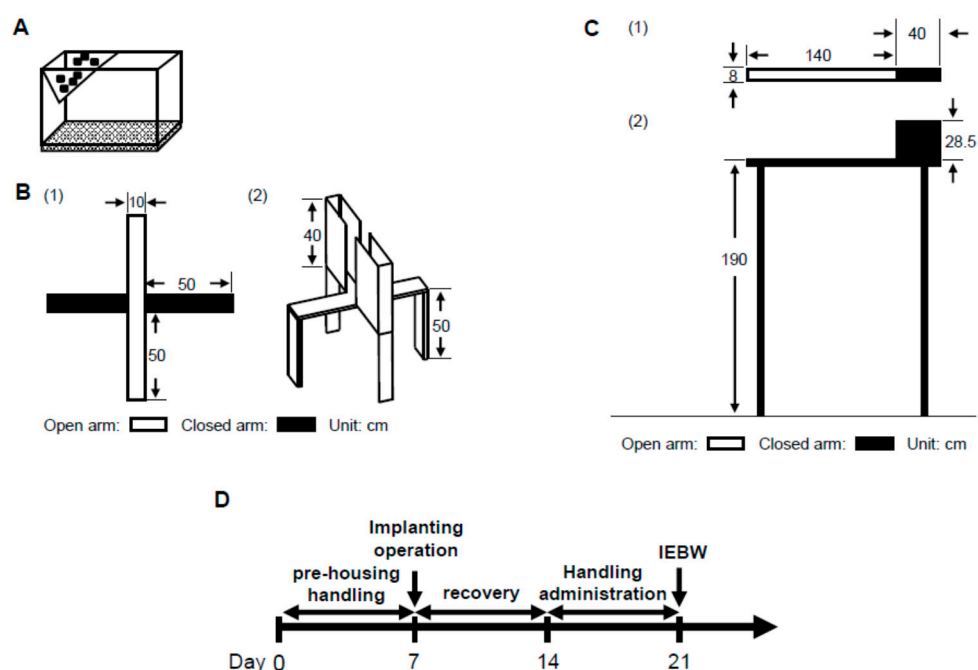 A
B
(1)
10
50
50
(2)
40
50
Open arm: Closed arm: Unit: cm
C
(1)
40
140
8
(2)
28.5
190
Open arm: Closed arm: Unit: cm
D
Implanting
operation
IEBW
pre-housing
handling
recovery
Handling
administration
Day 0 7 14 21